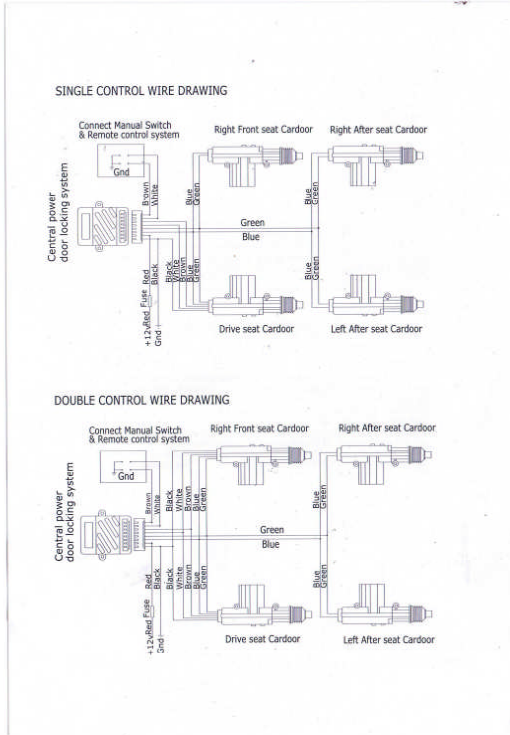 SINGLE CONTROL WIRE DRAWING
Connect Manual Switch
& Remote control system
Right Front seat Cardoor
Right After seat Cardoor
Gnd
Brown
White
Blue
Green
Blue
Green
Central power
door locking system
Green
Blue
Red
Black
Black
White
Brown
Blue
Green
Blue
Green
+12vRed Fuse
Gnd
Drive seat Cardoor
Left After seat Cardoor
DOUBLE CONTROL WIRE DRAWING
Connect Manual Switch
& Remote control system
Right Front seat Cardoor
Right After seat Cardoor
Gnd
Brown
White
Black
White
Brown
Blue
Green
Blue
Green
Central power
door locking system
Green
Blue
Red
Black
Black
White
Brown
Blue
Green
Blue
Green
+12vRed Fuse
Gnd
Drive seat Cardoor
Left After seat Cardoor